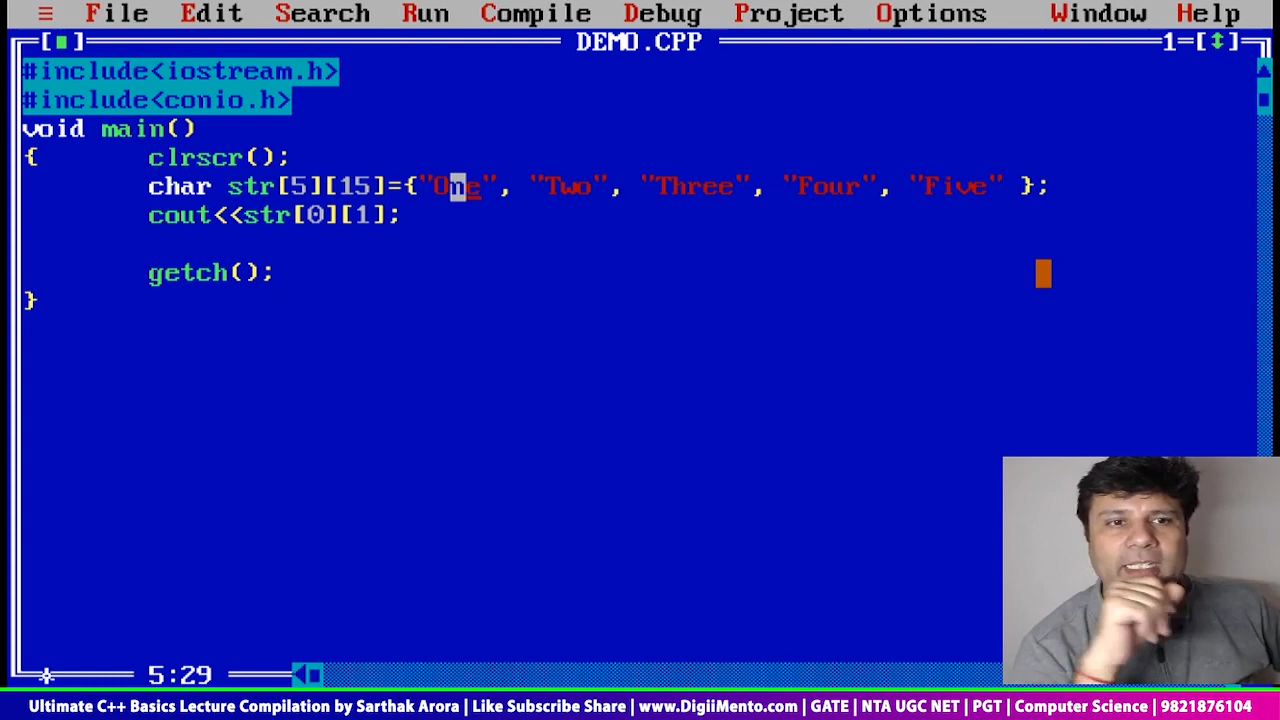 ≡ File Edit Search Run Compile Debug Project Options Window Help
[■] DEMO.CPP 1=[↕]
#include<iostream.h>
#include<conio.h>
void main()
{ clrscr();
char str[5][15]={"One", "Two", "Three", "Four", "Five" };
cout<<str[0][1];
getch();
}
5:29
Ultimate C++ Basics Lecture Compilation by Sarthak Arora | Like Subscribe Share | www.DigiiMento.com | GATE | NTA UGC NET | PGT | Computer Science | 9821876104